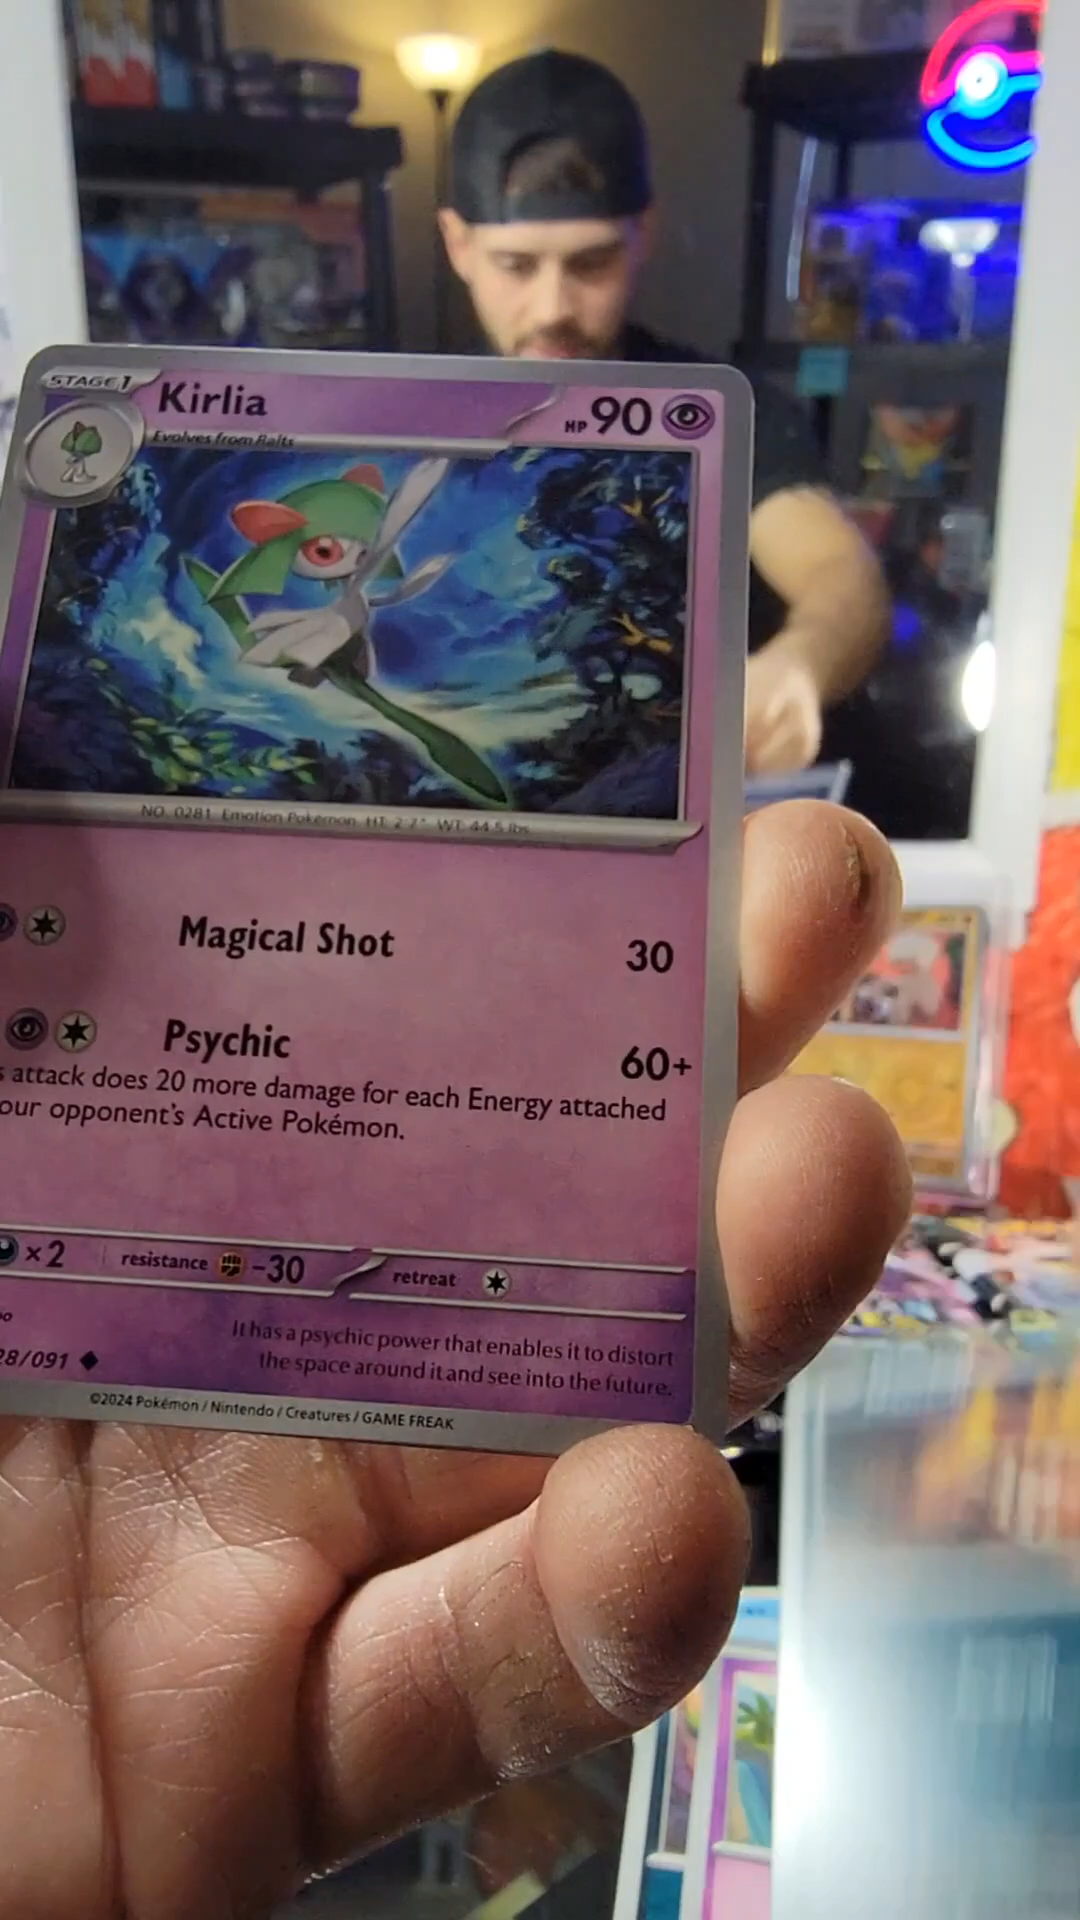 STAGE 1
Kirlia
HP 90
Evolves from Ralts
NO. 0281 Emotion Pokémon HT: 2'7" WT: 44.5 lbs
Magical Shot 30
Psychic 60+
s attack does 20 more damage for each Energy attached
our opponent's Active Pokémon.
×2 resistance -30 retreat
It has a psychic power that enables it to distort
the space around it and see into the future.
28/091
©2024 Pokémon / Nintendo / Creatures / GAME FREAK